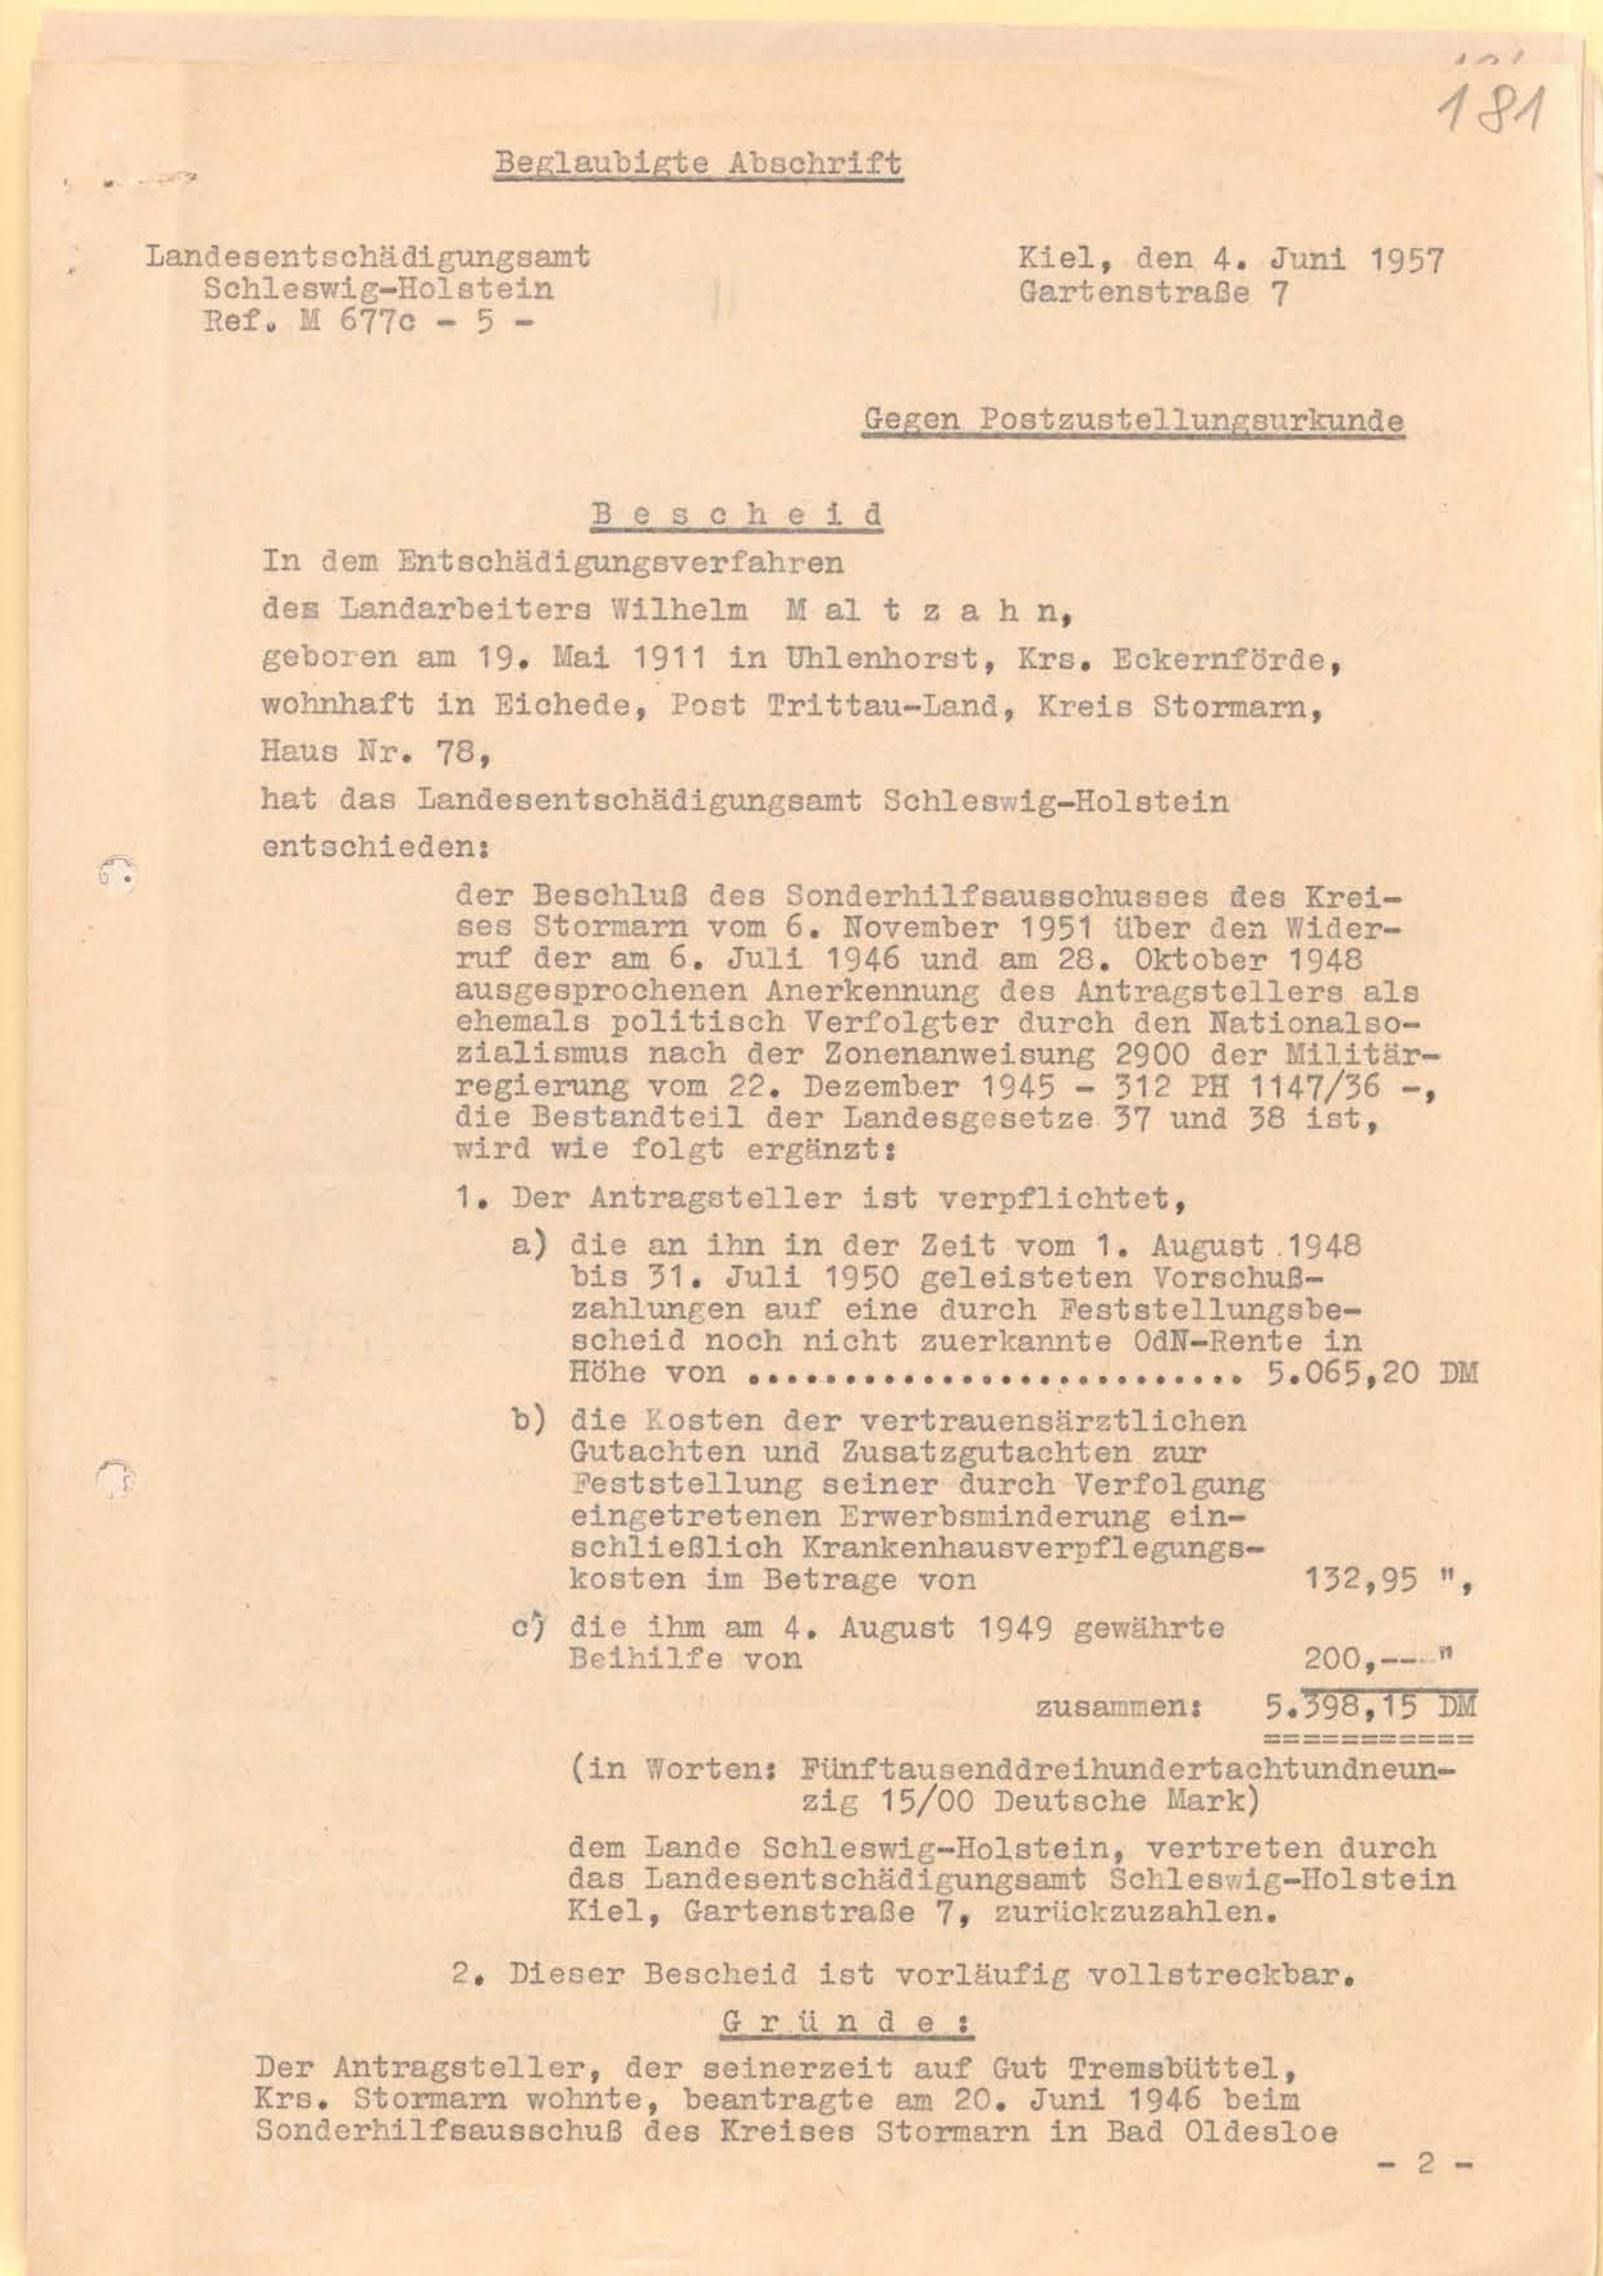 181
Beglaubigte Abschrift
Landesentschädigungsamt
Schleswig-Holstein
Ref. M 677c - 5 -
Kiel, den 4. Juni 1957
Gartenstraße 7
Gegen Postzustellungsurkunde
B e s c h e i d
In dem Entschädigungsverfahren
des Landarbeiters Wilhelm M al t z a h n,
geboren am 19. Mai 1911 in Uhlenhorst, Krs. Eckernförde,
wohnhaft in Eichede, Post Trittau-Land, Kreis Stormarn,
Haus Nr. 78,
hat das Landesentschädigungsamt Schleswig-Holstein
entschieden:
der Beschluß des Sonderhilfsausschusses des Krei-
ses Stormarn vom 6. November 1951 über den Wider-
ruf der am 6. Juli 1946 und am 28. Oktober 1948
ausgesprochenen Anerkennung des Antragstellers als
ehemals politisch Verfolgter durch den Nationalso-
zialismus nach der Zonenanweisung 2900 der Militär-
regierung vom 22. Dezember 1945 - 312 PH 1147/36 -,
die Bestandteil der Landesgesetze 37 und 38 ist,
wird wie folgt ergänzt:
1. Der Antragsteller ist verpflichtet,
a) die an ihn in der Zeit vom 1. August 1948
bis 31. Juli 1950 geleisteten Vorschuß-
zahlungen auf eine durch Feststellungsbe-
scheid noch nicht zuerkannte OdN-Rente in
Höhe von .......................... 5.065,20 DM
b) die Kosten der vertrauensärztlichen
Gutachten und Zusatzgutachten zur
Feststellung seiner durch Verfolgung
eingetretenen Erwerbsminderung ein-
schließlich Krankenhausverpflegungs-
kosten im Betrage von 132,95 ",
c) die ihm am 4. August 1949 gewährte
Beihilfe von 200,--- "
zusammen: 5.398,15 DM
===========
(in Worten: Fünftausenddreihundertachtundneun-
zig 15/00 Deutsche Mark)
dem Lande Schleswig-Holstein, vertreten durch
das Landesentschädigungsamt Schleswig-Holstein
Kiel, Gartenstraße 7, zurückzuzahlen.
2. Dieser Bescheid ist vorläufig vollstreckbar.
G r ü n d e :
Der Antragsteller, der seinerzeit auf Gut Tremsbüttel,
Krs. Stormarn wohnte, beantragte am 20. Juni 1946 beim
Sonderhilfsausschuß des Kreises Stormarn in Bad Oldesloe
- 2 -